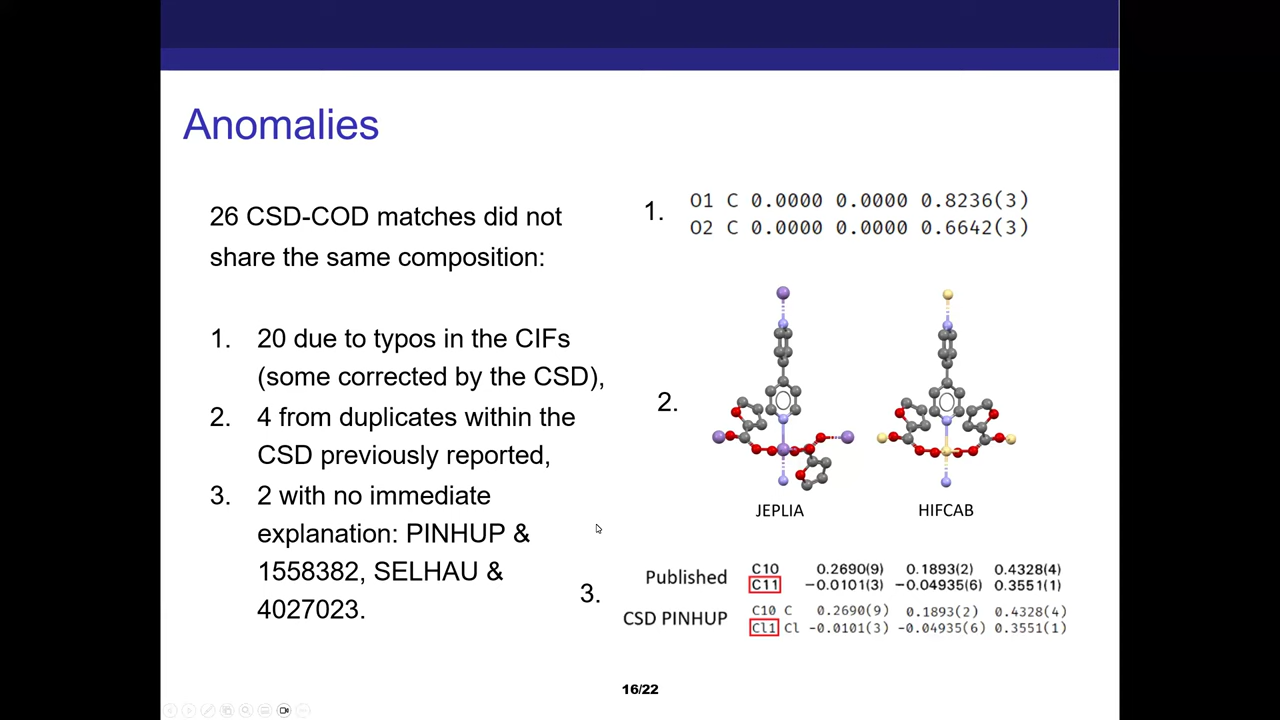 Anomalies
26 CSD-COD matches did not
share the same composition:
1. 20 due to typos in the CIFs
(some corrected by the CSD),
2. 4 from duplicates within the
CSD previously reported,
3. 2 with no immediate
explanation: PINHUP &
1558382, SELHAU &
4027023.
1. O1 C 0.0000 0.0000 0.8236(3)
O2 C 0.0000 0.0000 0.6642(3)
2.
JEPLIA HIFCAB
3.
Published C10 0.2690(9) 0.1893(2) 0.4328(4)
C11 −0.0101(3) −0.04935(6) 0.3551(1)
CSD PINHUP C10 C 0.2690(9) 0.1893(2) 0.4328(4)
Cl1 Cl -0.0101(3) -0.04935(6) 0.3551(1)
16/22